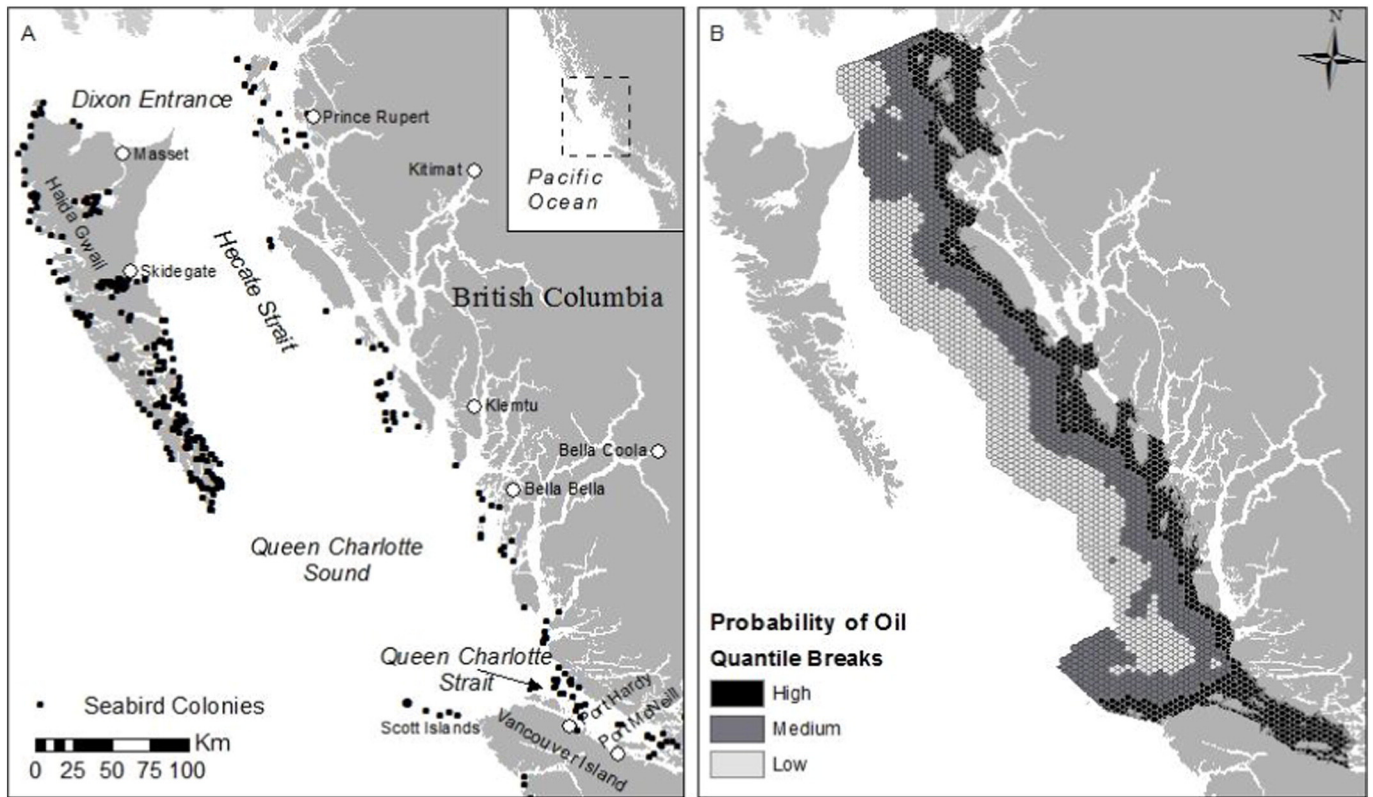 A
Dixon Entrance
Prince Rupert
Masset
Kitimat
Pacific
Ocean
Haida Gwaii
Skidegate
Hecate Strait
British Columbia
Klemtu
Bella Coola
Bella Bella
Queen Charlotte
Sound
Queen Charlotte
Strait
Port Hardy
Port McNeill
Vancouver Island
Scott Islands
Seabird Colonies
Km
0 25 50 75 100
B
N
Probability of Oil
Quantile Breaks
High
Medium
Low